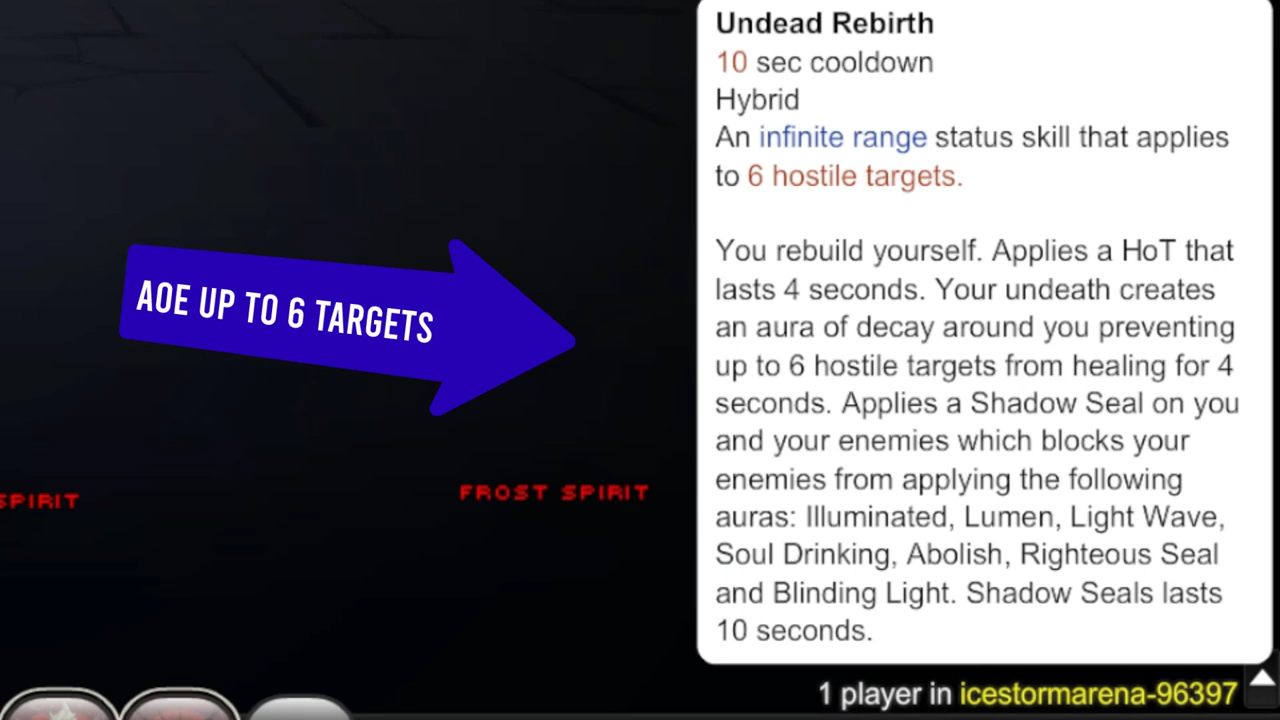 Undead Rebirth
10 sec cooldown
Hybrid
An infinite range status skill that applies
to 6 hostile targets.
You rebuild yourself. Applies a HoT that
lasts 4 seconds. Your undeath creates
an aura of decay around you preventing
up to 6 hostile targets from healing for 4
seconds. Applies a Shadow Seal on you
and your enemies which blocks your
enemies from applying the following
auras: Illuminated, Lumen, Light Wave,
Soul Drinking, Abolish, Righteous Seal
and Blinding Light. Shadow Seals lasts
10 seconds.
AOE UP TO 6 TARGETS
SPIRIT
FROST SPIRIT
1 player in icestormarena-96397